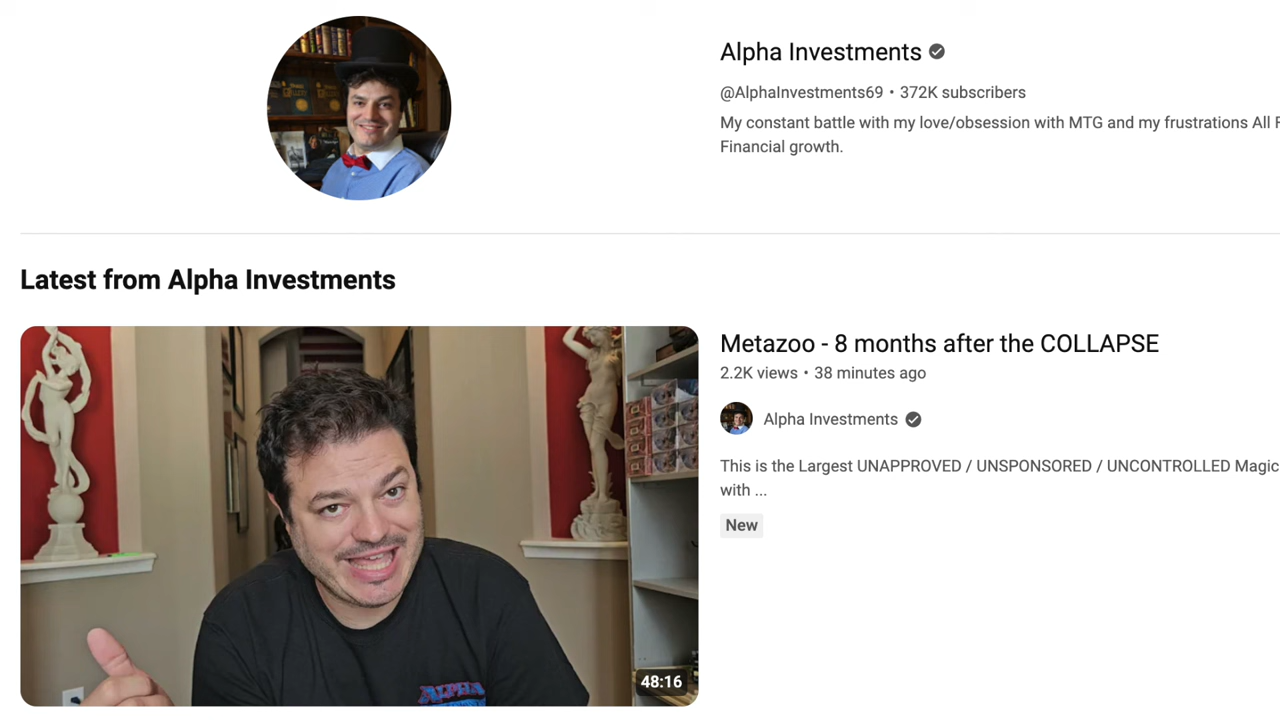 Alpha Investments
@AlphaInvestments69 • 372K subscribers
My constant battle with my love/obsession with MTG and my frustrations All F
Financial growth.
Latest from Alpha Investments
Metazoo - 8 months after the COLLAPSE
2.2K views • 38 minutes ago
Alpha Investments
This is the Largest UNAPPROVED / UNSPONSORED / UNCONTROLLED Magic
with ...
New
ALPHA
48:16